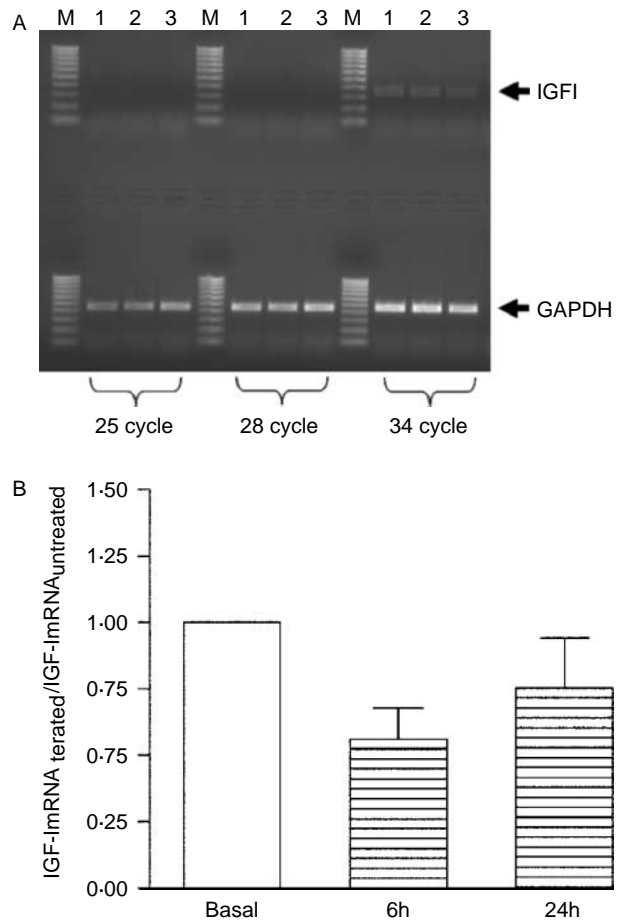 A
M 1 2 3 M 1 2 3 M 1 2 3
IGFI
GAPDH
25 cycle 28 cycle 34 cycle
B
IGF-ImRNA terated/IGF-ImRNA untreated
1·50
1·25
1·00
0·75
0·75
0·25
0·00
Basal 6h 24h